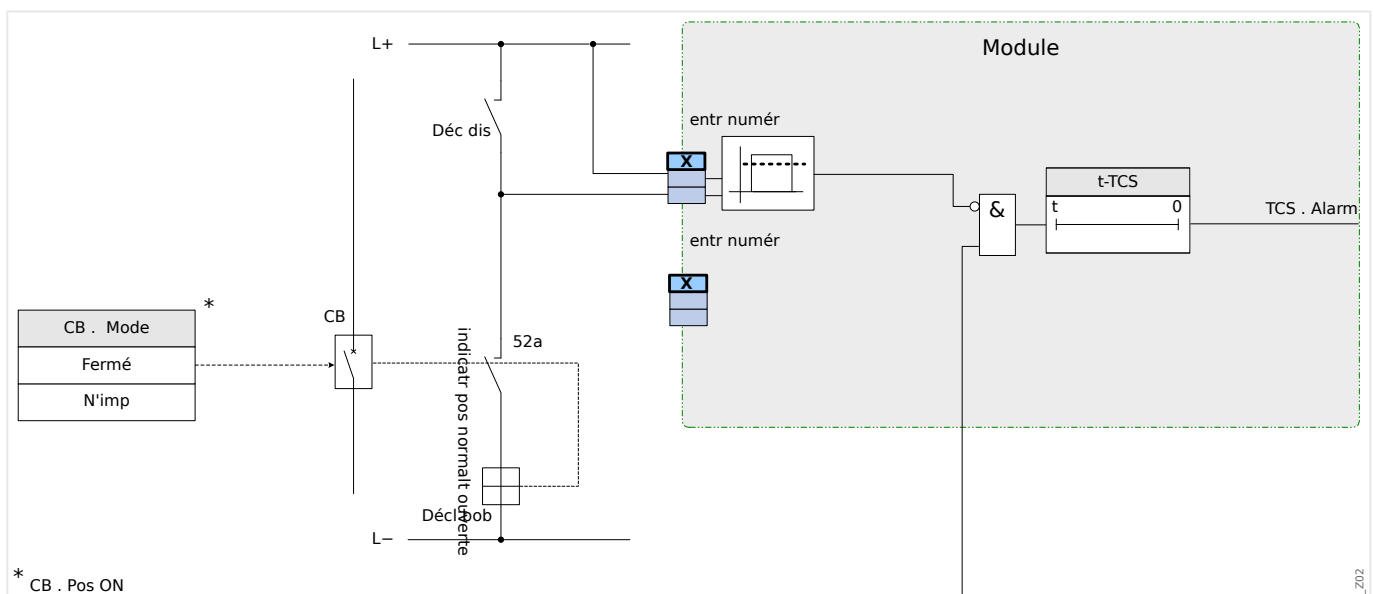 L+
Module
entr numér
Déc dis
X
t-TCS
&
t 0
TCS . Alarm
entr numér
X
*
CB . Mode
CB
Fermé
N'imp
52a
indicatr pos normalt ouverte
Décl bob
L−
* CB . Pos ON
_Z02